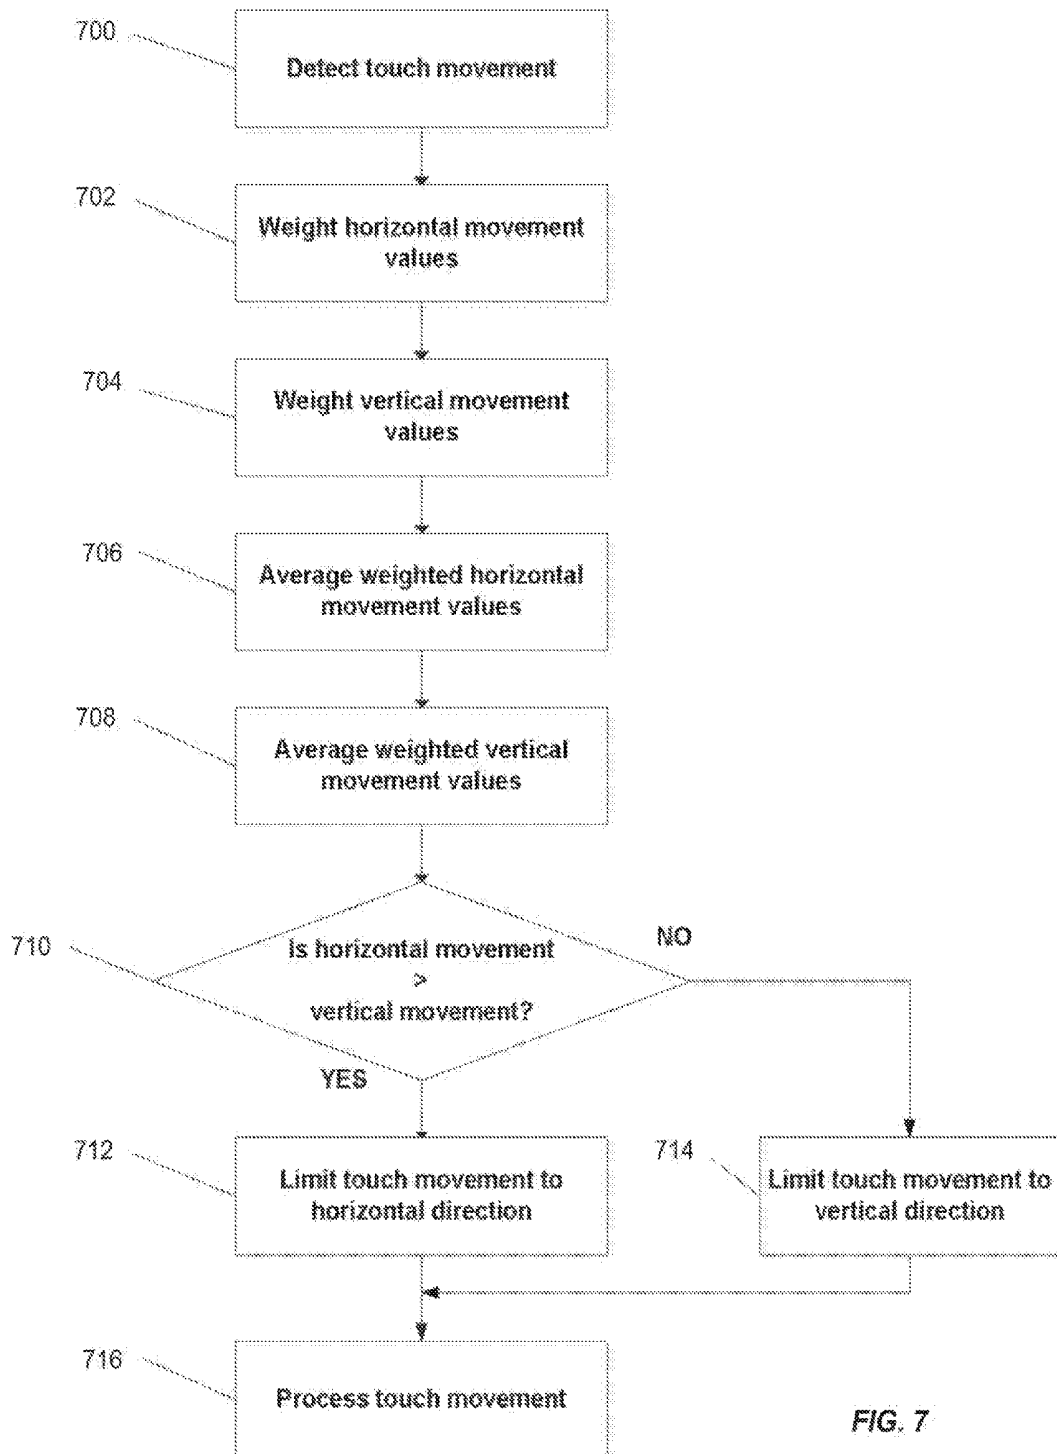 700
Detect touch movement
702
Weight horizontal movement
values
704
Weight vertical movement
values
706
Average weighted horizontal
movement values
708
Average weighted vertical
movement values
710
Is horizontal movement
>
vertical movement?
NO
YES
712
Limit touch movement to
horizontal direction
714
Limit touch movement to
vertical direction
716
Process touch movement
FIG. 7